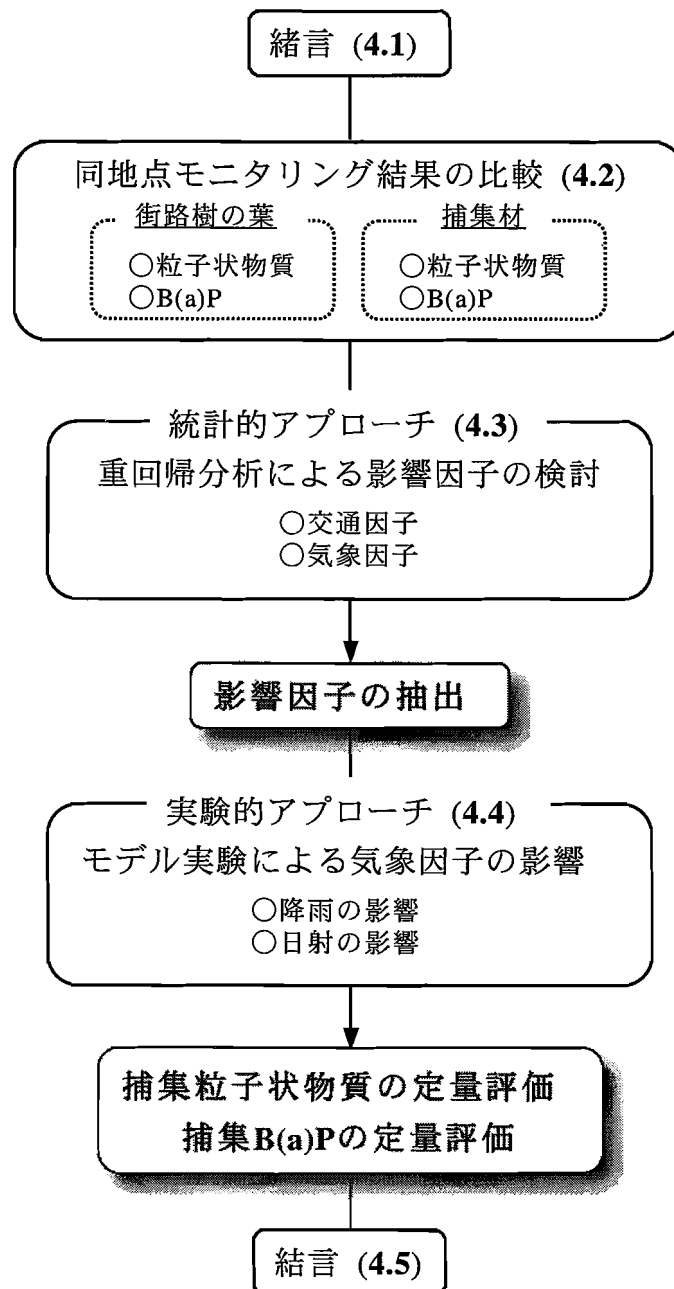 緒言 (4.1)
同地点モニタリング結果の比較 (4.2)
街路樹の葉
○粒子状物質
○B(a)P
捕集材
○粒子状物質
○B(a)P
統計的アプローチ (4.3)
重回帰分析による影響因子の検討
○交通因子
○気象因子
影響因子の抽出
実験的アプローチ (4.4)
モデル実験による気象因子の影響
○降雨の影響
○日射の影響
捕集粒子状物質の定量評価
捕集B(a)Pの定量評価
結言 (4.5)